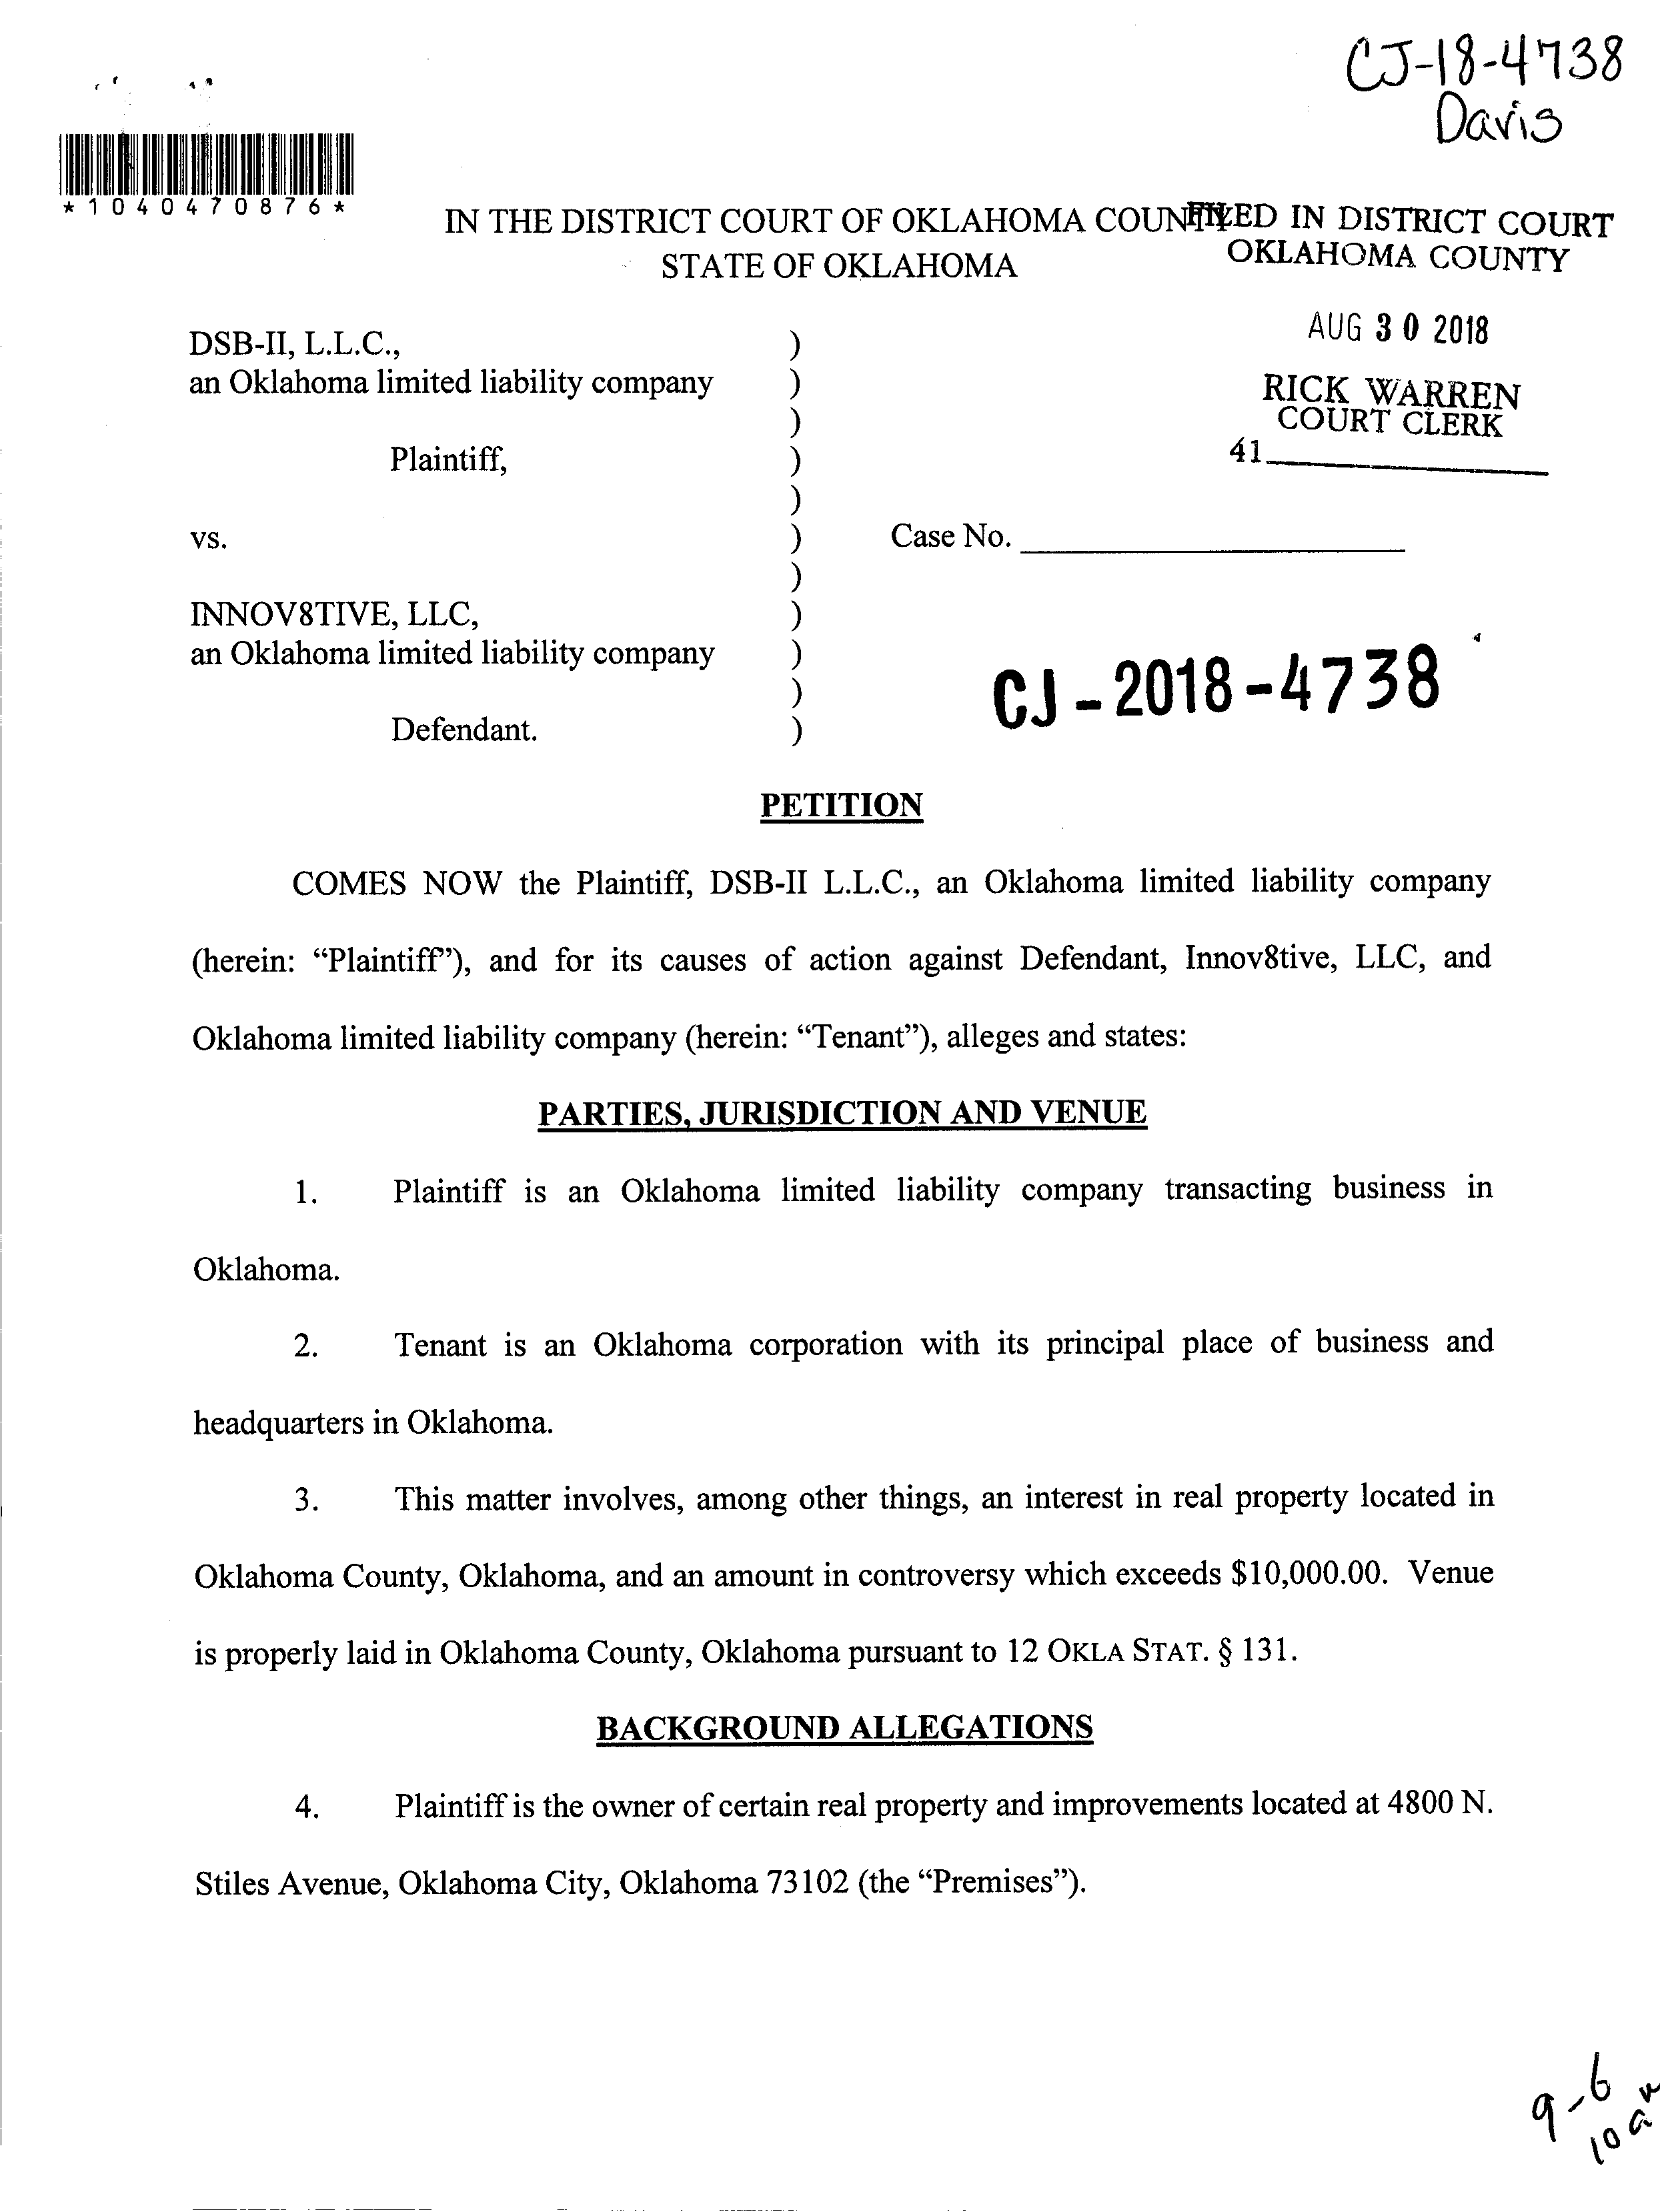 CJ-18-4738
Davis
*1040470876*
IN THE DISTRICT COURT OF OKLAHOMA COUNTY
STATE OF OKLAHOMA
FILED IN DISTRICT COURT
OKLAHOMA COUNTY
AUG 30 2018
RICK WARREN
COURT CLERK
41
DSB-II, L.L.C., )
an Oklahoma limited liability company )
)
Plaintiff, )
)
vs. ) Case No.
)
INNOV8TIVE, LLC, )
an Oklahoma limited liability company )
)
Defendant. )
CJ-2018-4738
PETITION
COMES NOW the Plaintiff, DSB-II L.L.C., an Oklahoma limited liability company
(herein: “Plaintiff”), and for its causes of action against Defendant, Innov8tive, LLC, and
Oklahoma limited liability company (herein: “Tenant”), alleges and states:
PARTIES, JURISDICTION AND VENUE
1. Plaintiff is an Oklahoma limited liability company transacting business in
Oklahoma.
2. Tenant is an Oklahoma corporation with its principal place of business and
headquarters in Oklahoma.
3. This matter involves, among other things, an interest in real property located in
Oklahoma County, Oklahoma, and an amount in controversy which exceeds $10,000.00. Venue
is properly laid in Oklahoma County, Oklahoma pursuant to 12 OKLA STAT. § 131.
BACKGROUND ALLEGATIONS
4. Plaintiff is the owner of certain real property and improvements located at 4800 N.
Stiles Avenue, Oklahoma City, Oklahoma 73102 (the “Premises”).
9-6
10